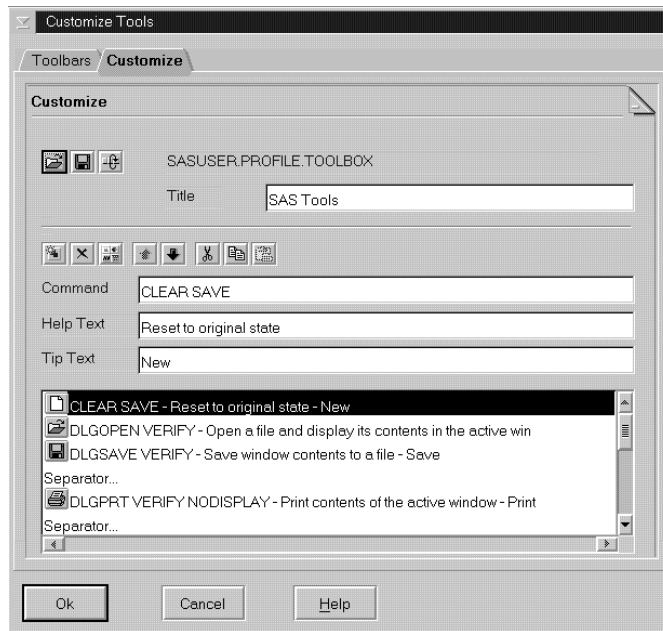 Customize Tools
Toolbars Customize
Customize
SASUSER.PROFILE.TOOLBOX
Title SAS Tools
Command CLEAR SAVE
Help Text Reset to original state
Tip Text New
CLEAR SAVE - Reset to original state - New
DLGOPEN VERIFY - Open a file and display its contents in the active win
DLGSAVE VERIFY - Save window contents to a file - Save
Separator...
DLGPRT VERIFY NODISPLAY - Print contents of the active window - Print
Separator...
Ok Cancel Help